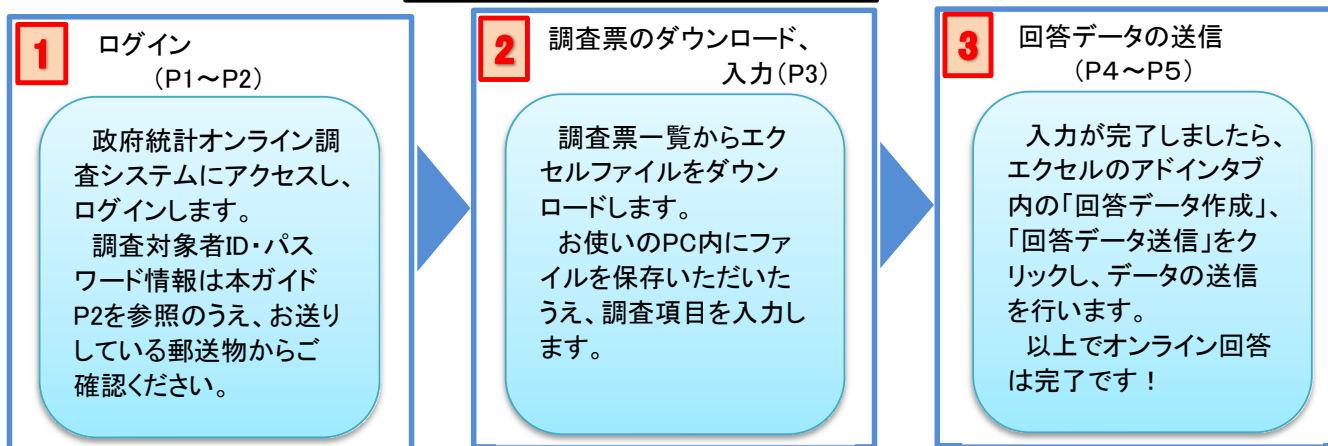 1
ログイン
(P1～P2)
政府統計オンライン調
査システムにアクセスし、
ログインします。
調査対象者ID・パス
ワード情報は本ガイド
P2を参照のうえ、お送り
している郵送物からご
確認ください。
2
調査票のダウンロード、
入力(P3)
調査票一覧からエク
セルファイルをダウン
ロードします。
お使いのPC内にファ
イルを保存いただいた
うえ、調査項目を入力し
ます。
3
回答データの送信
(P4～P5)
入力が完了しましたら、
エクセルのアドインタブ
内の「回答データ作成」、
「回答データ送信」をク
リックし、データの送信
を行います。
以上でオンライン回答
は完了です！